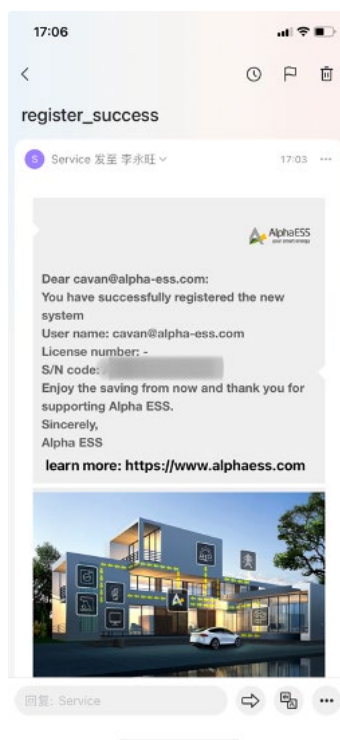 17:06
register_success
S Service 发至 李永旺
17:03
AlphaESS
your smart energy
Dear cavan@alpha-ess.com:
You have successfully registered the new
system
User name: cavan@alpha-ess.com
License number: -
S/N code:
Enjoy the saving from now and thank you for
supporting Alpha ESS.
Sincerely,
Alpha ESS
learn more: https://www.alphaess.com
回复: Service